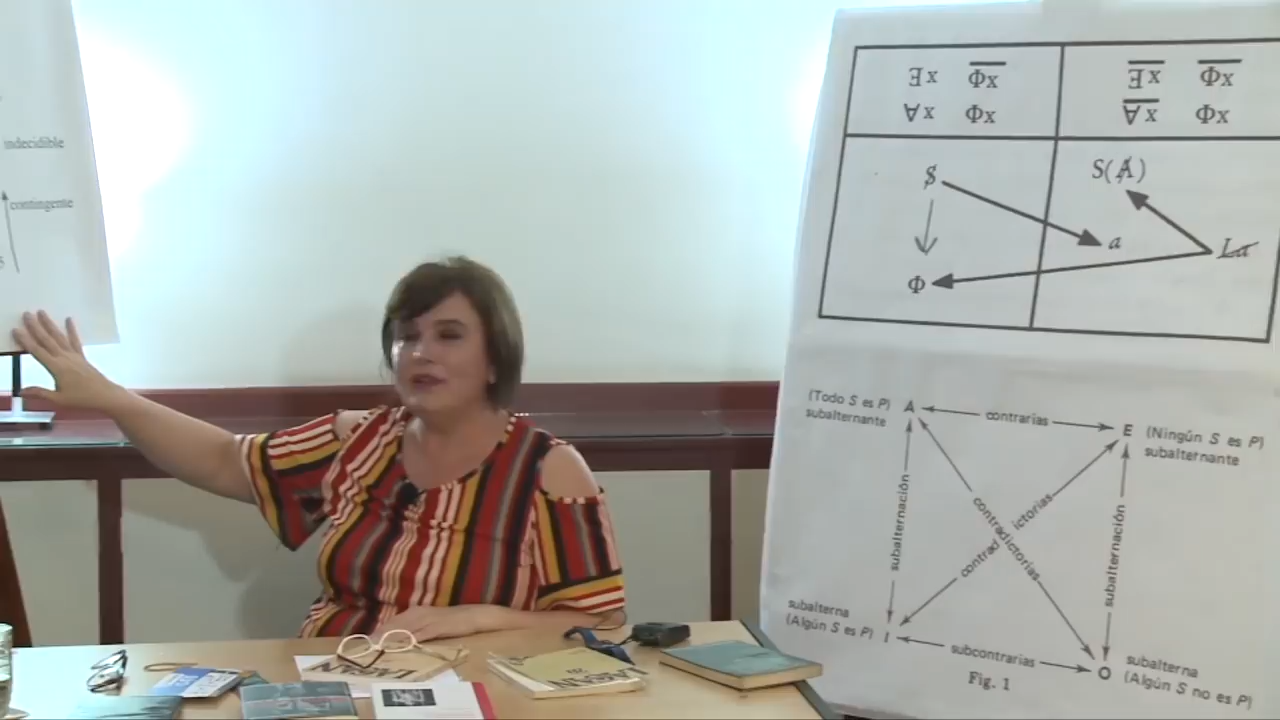 indecidible
contingente
∃x Φx̅ ∃x̅ Φx̅
∀x Φx ∀x̅ Φx
$ S(Ⱥ)
a L̶a̶
Φ
(Todo S es P) A contrarias E (Ningún S es P)
subalternante subalternante
subalternación contradictorias contradictorias subalternación
subalterna
(Algún S es P) I subcontrarias O subalterna
(Algún S no es P)
Fig. 1
LACAN